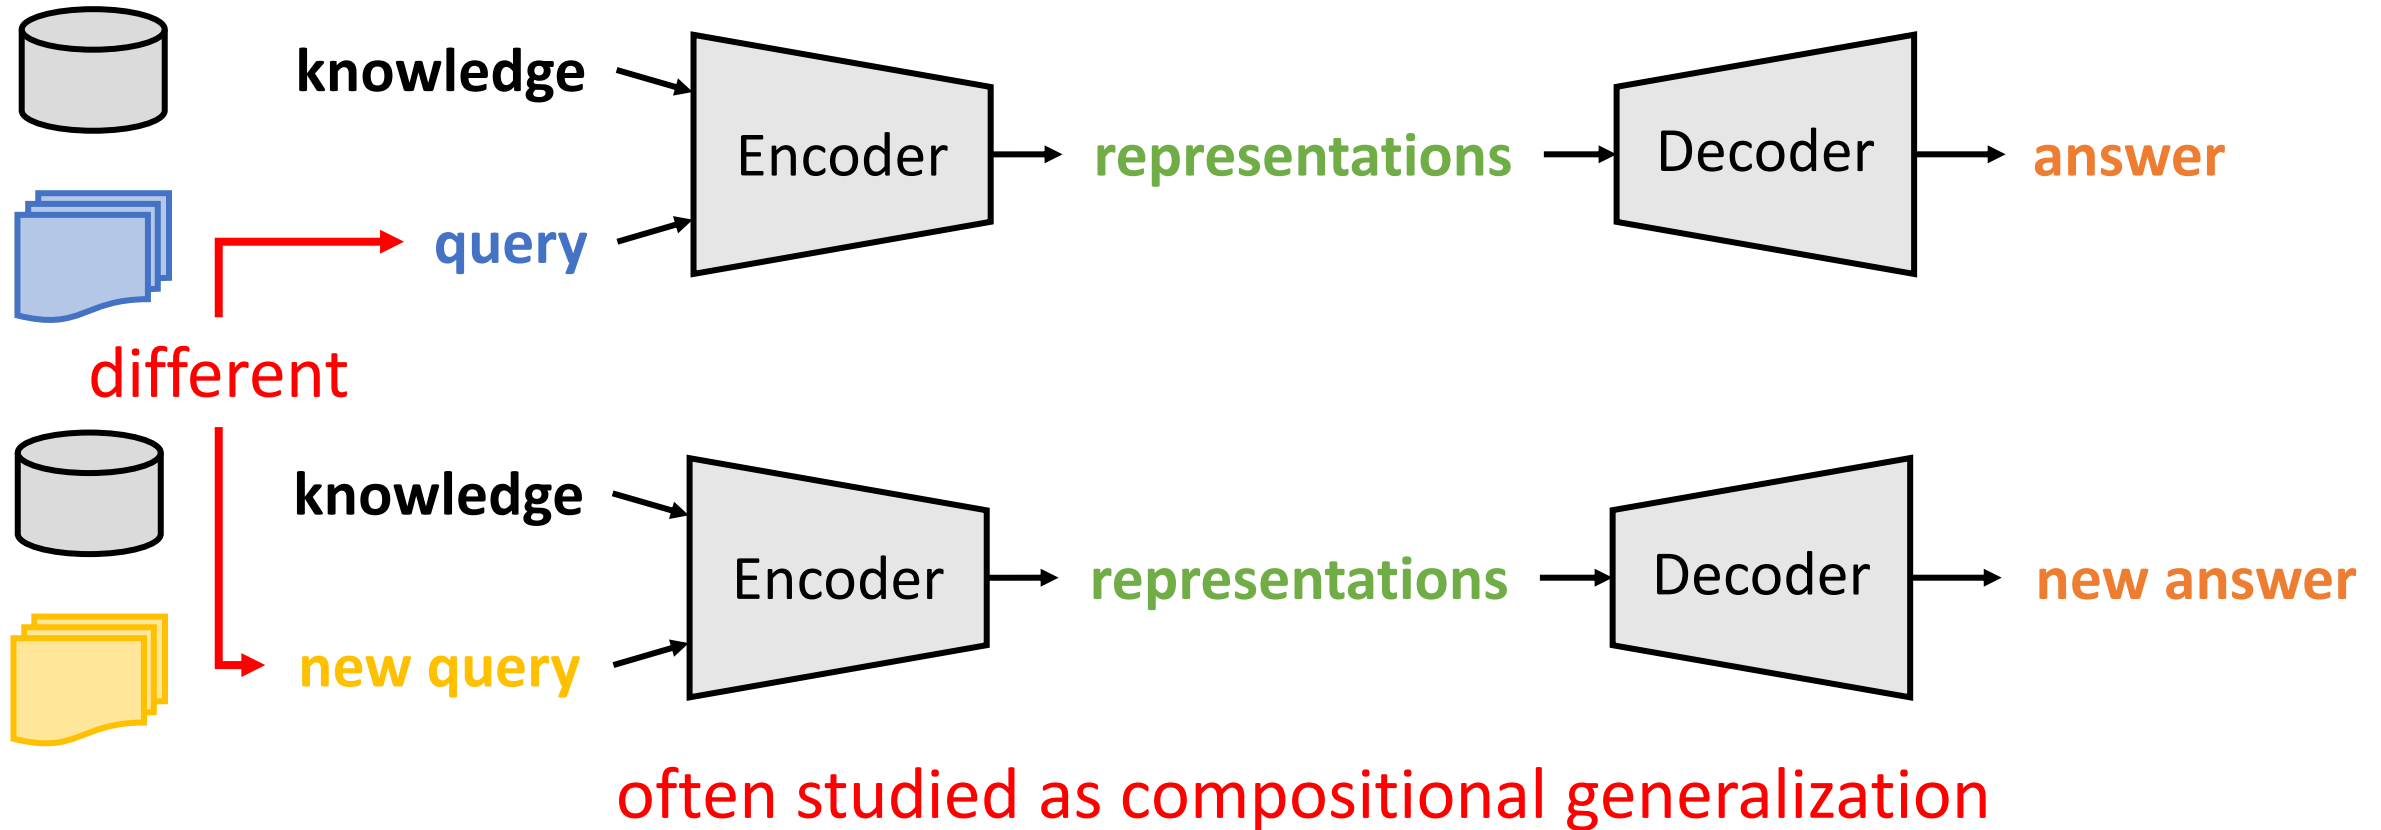 knowledge
Encoder
representations
Decoder
answer
query
different
knowledge
Encoder
representations
Decoder
new answer
new query
often studied as compositional generalization